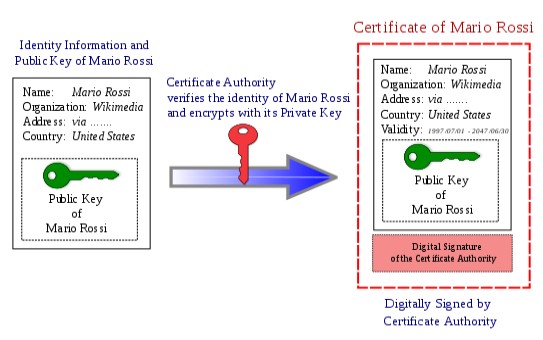 Identity Information and
Public Key of Mario Rossi
Name: Mario Rossi
Organization: Wikimedia
Address: via .......
Country: United States
Public Key
of
Mario Rossi
Certificate Authority
verifies the identity of Mario Rossi
and encrypts with its Private Key
Certificate of Mario Rossi
Name: Mario Rossi
Organization: Wikimedia
Address: via .......
Country: United States
Validity: 1997/07/01 - 2047/06/30
Public Key
of
Mario Rossi
Digital Signature
of the Certificate Authority
Digitally Signed by
Certificate Authority